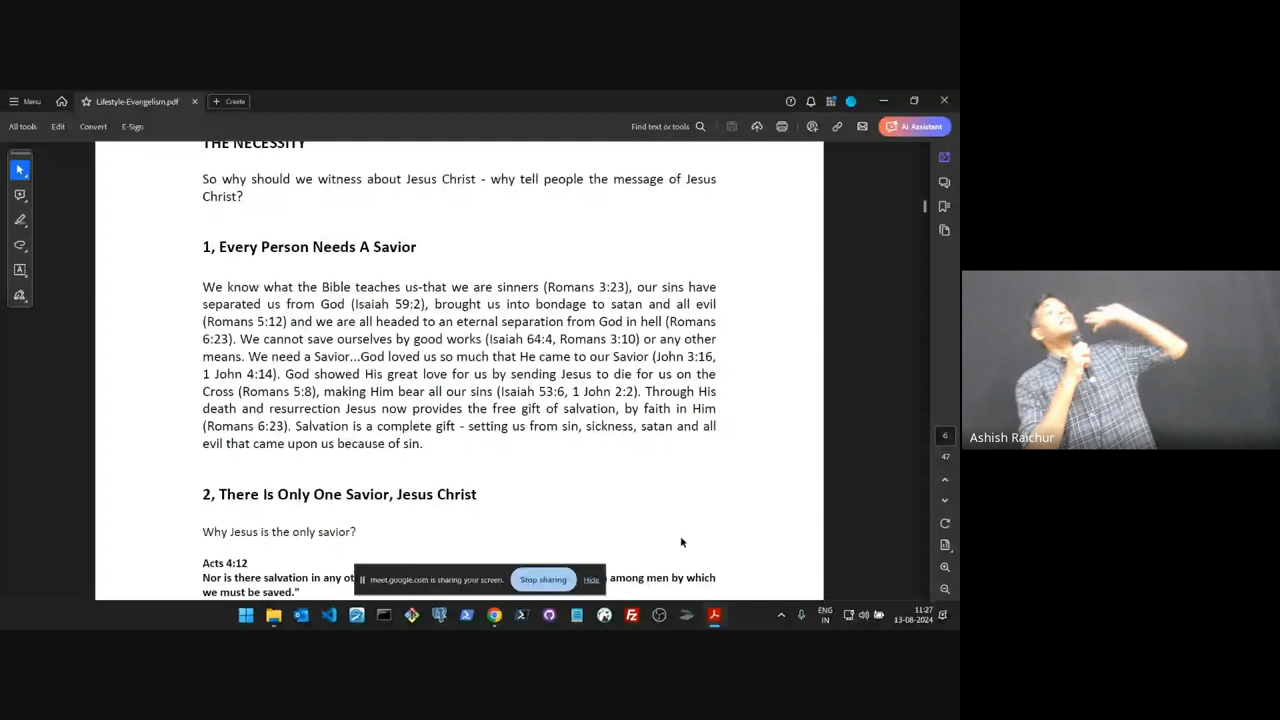 Menu
Lifestyle-Evangelism.pdf
Create
All tools
Edit
Convert
E-Sign
Find text or tools
AI Assistant
THE NECESSITY
So why should we witness about Jesus Christ - why tell people the message of Jesus
Christ?
1, Every Person Needs A Savior
We know what the Bible teaches us-that we are sinners (Romans 3:23), our sins have
separated us from God (Isaiah 59:2), brought us into bondage to satan and all evil
(Romans 5:12) and we are all headed to an eternal separation from God in hell (Romans
6:23). We cannot save ourselves by good works (Isaiah 64:4, Romans 3:10) or any other
means. We need a Savior...God loved us so much that He came to our Savior (John 3:16,
1 John 4:14). God showed His great love for us by sending Jesus to die for us on the
Cross (Romans 5:8), making Him bear all our sins (Isaiah 53:6, 1 John 2:2). Through His
death and resurrection Jesus now provides the free gift of salvation, by faith in Him
(Romans 6:23). Salvation is a complete gift - setting us from sin, sickness, satan and all
evil that came upon us because of sin.
2, There Is Only One Savior, Jesus Christ
Why Jesus is the only savior?
Acts 4:12
Nor is there salvation in any ot among men by which
we must be saved."
meet.google.com is sharing your screen.
Stop sharing
Hide
6
47
Ashish Raichur
ENG
IN
11:27
13-08-2024